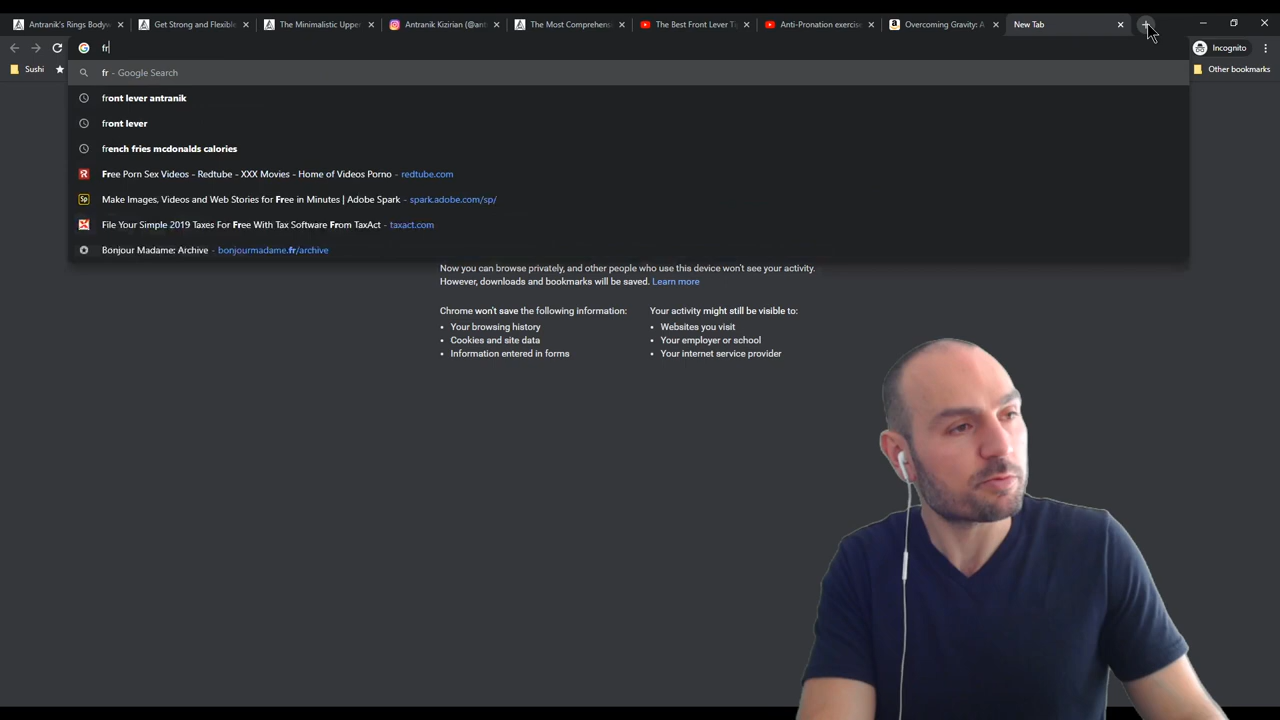 Antranik's Rings Bodyw
Get Strong and Flexible
The Minimalistic Upper
Antranik Kizirian (@ant
The Most Comprehens
The Best Front Lever Ti
Anti-Pronation exercise
Overcoming Gravity: A
New Tab
fr
Incognito
Sushi
Other bookmarks
fr - Google Search
front lever antranik
front lever
french fries mcdonalds calories
Free Porn Sex Videos - Redtube - XXX Movies - Home of Videos Porno - redtube.com
Make Images, Videos and Web Stories for Free in Minutes | Adobe Spark - spark.adobe.com/sp/
File Your Simple 2019 Taxes For Free With Tax Software From TaxAct - taxact.com
Bonjour Madame: Archive - bonjourmadame.fr/archive
Now you can browse privately, and other people who use this device won't see your activity.
However, downloads and bookmarks will be saved. Learn more
Chrome won't save the following information:
• Your browsing history
• Cookies and site data
• Information entered in forms
Your activity might still be visible to:
• Websites you visit
• Your employer or school
• Your internet service provider